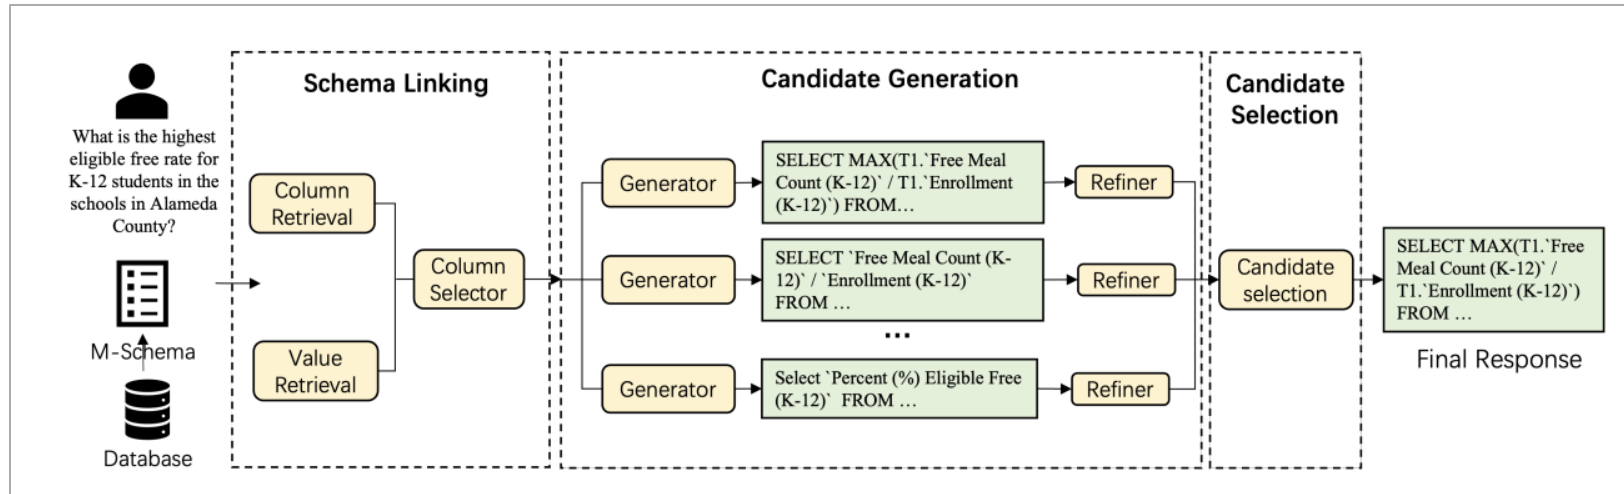 What is the highest
eligible free rate for
K-12 students in the
schools in Alameda
County?
M-Schema
Database
Schema Linking
Column
Retrieval
Value
Retrieval
Column
Selector
Candidate Generation
Generator
SELECT MAX(T1.`Free Meal
Count (K-12)` / T1.`Enrollment
(K-12)`) FROM…
Refiner
Generator
SELECT `Free Meal Count (K-
12)` / `Enrollment (K-12)`
FROM …
Refiner
...
Generator
Select `Percent (%) Eligible Free
(K-12)` FROM …
Refiner
Candidate
Selection
Candidate
selection
SELECT MAX(T1.`Free
Meal Count (K-12)` /
T1.`Enrollment (K-12)`)
FROM …
Final Response